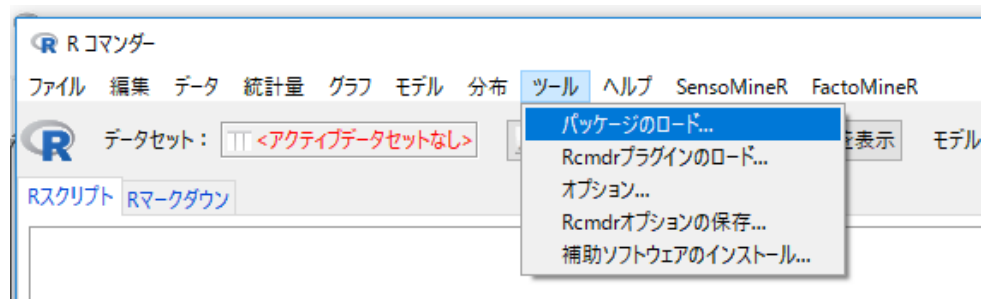 R コマンダー
ファイル 編集 データ 統計量 グラフ モデル 分布 ツール ヘルプ SensoMineR FactoMineR
パッケージのロード...
R データセット： <アクティブデータセットなし> を表示 モデル
Rcmdrプラグインのロード...
オプション...
Rスクリプト Rマークダウン
Rcmdrオプションの保存...
補助ソフトウェアのインストール...